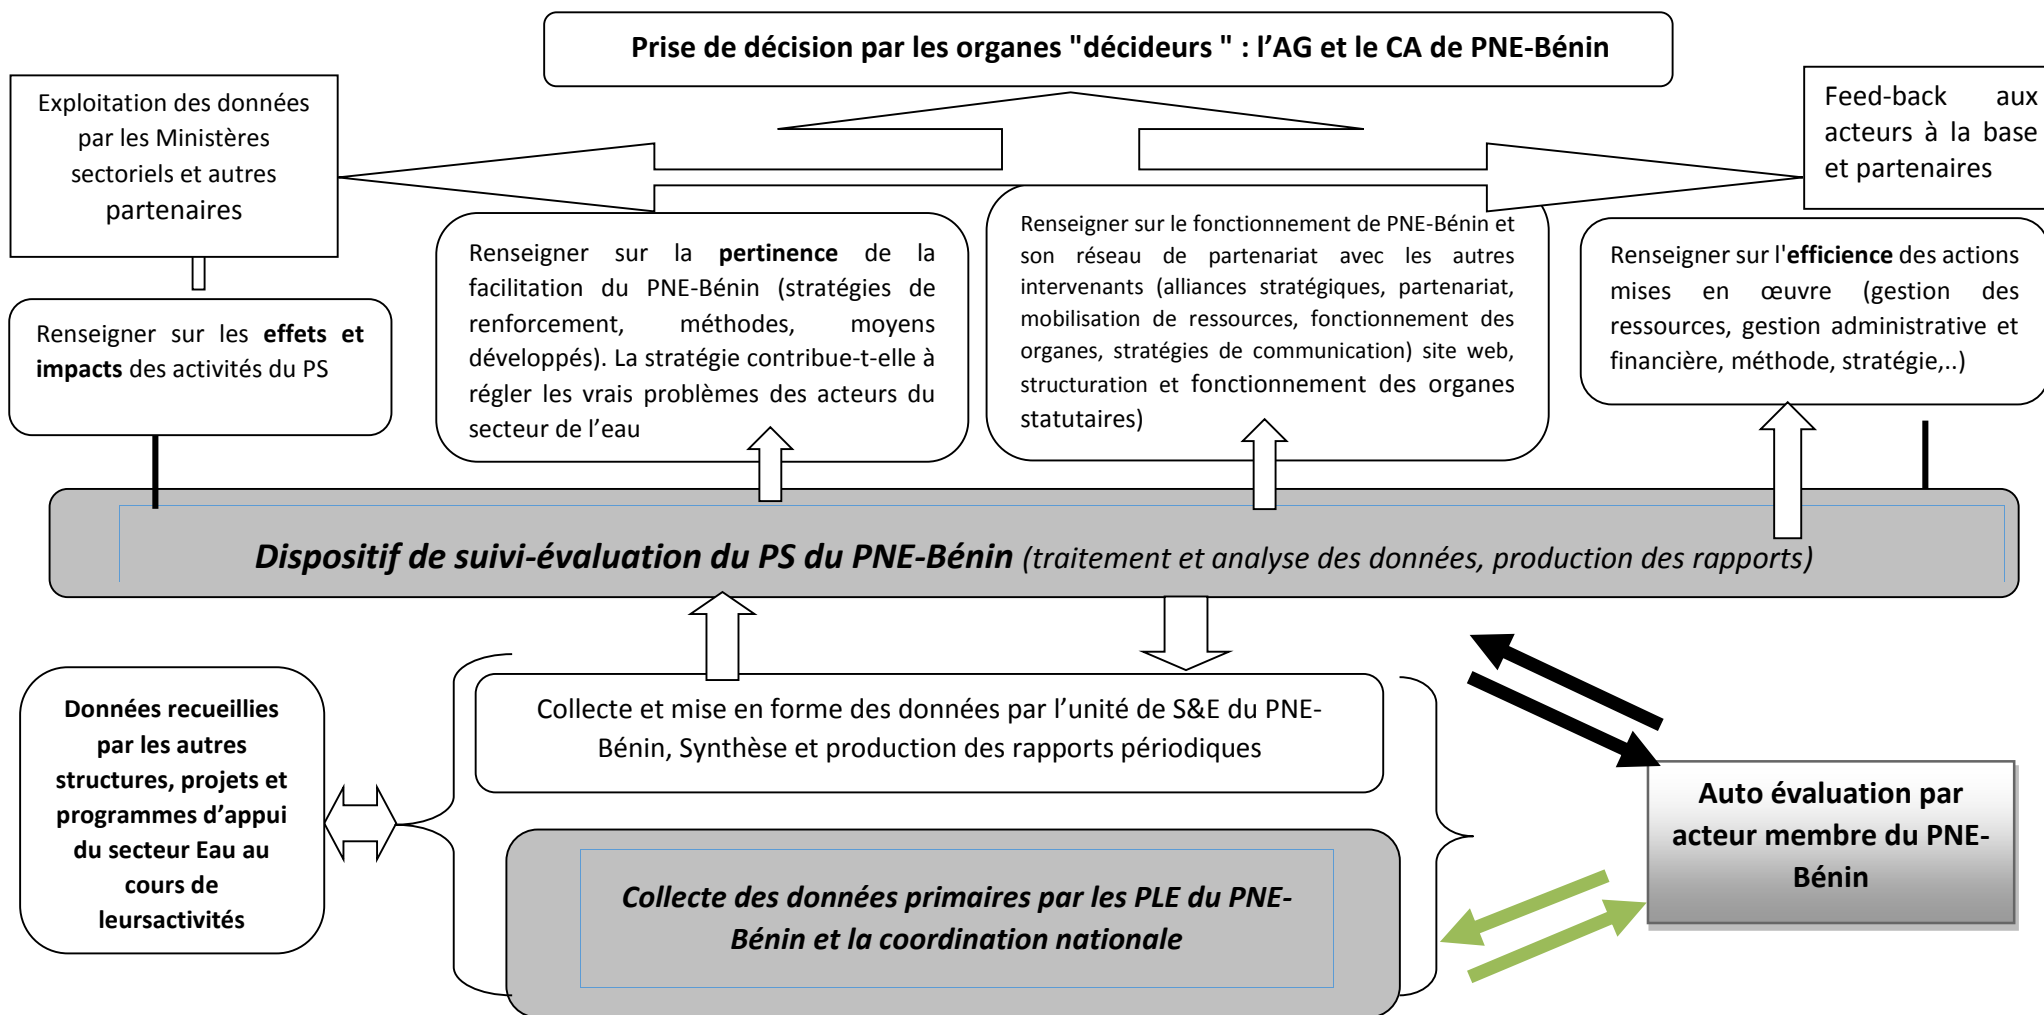 Prise de décision par les organes "décideurs " : l’AG et le CA de PNE-Bénin
Exploitation des données
par les Ministères
sectoriels et autres
partenaires
Feed-back aux
acteurs à la base
et partenaires
Renseigner sur les effets et
impacts des activités du PS
Renseigner sur la pertinence de la
facilitation du PNE-Bénin (stratégies de
renforcement, méthodes, moyens
développés). La stratégie contribue-t-elle à
régler les vrais problèmes des acteurs du
secteur de l’eau
Renseigner sur le fonctionnement de PNE-Bénin et
son réseau de partenariat avec les autres
intervenants (alliances stratégiques, partenariat,
mobilisation de ressources, fonctionnement des
organes, stratégies de communication) site web,
structuration et fonctionnement des organes
statutaires)
Renseigner sur l'efficience des actions
mises en œuvre (gestion des
ressources, gestion administrative et
financière, méthode, stratégie,..)
Dispositif de suivi-évaluation du PS du PNE-Bénin (traitement et analyse des données, production des rapports)
Données recueillies
par les autres
structures, projets et
programmes d’appui
du secteur Eau au
cours de
leursactivités
Collecte et mise en forme des données par l’unité de S&E du PNE-
Bénin, Synthèse et production des rapports périodiques
Collecte des données primaires par les PLE du PNE-
Bénin et la coordination nationale
Auto évaluation par
acteur membre du PNE-
Bénin